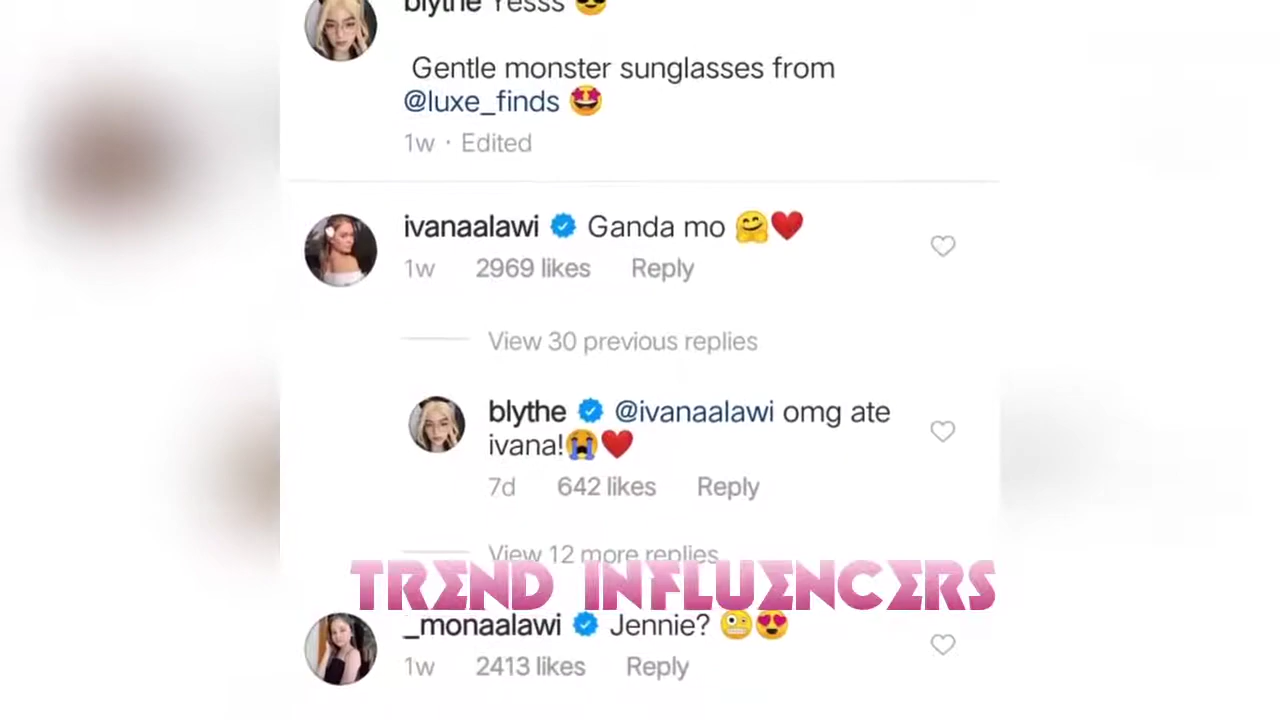 blythe Yesss 😎
Gentle monster sunglasses from
@luxe_finds 🤩
1w · Edited
ivanaalawi Ganda mo 🤗❤️
1w 2969 likes Reply
View 30 previous replies
blythe @ivanaalawi omg ate
ivana!😭❤️
7d 642 likes Reply
View 12 more replies
TREND INFLUENCERS
_monaalawi Jennie? 🤪😍
1w 2413 likes Reply